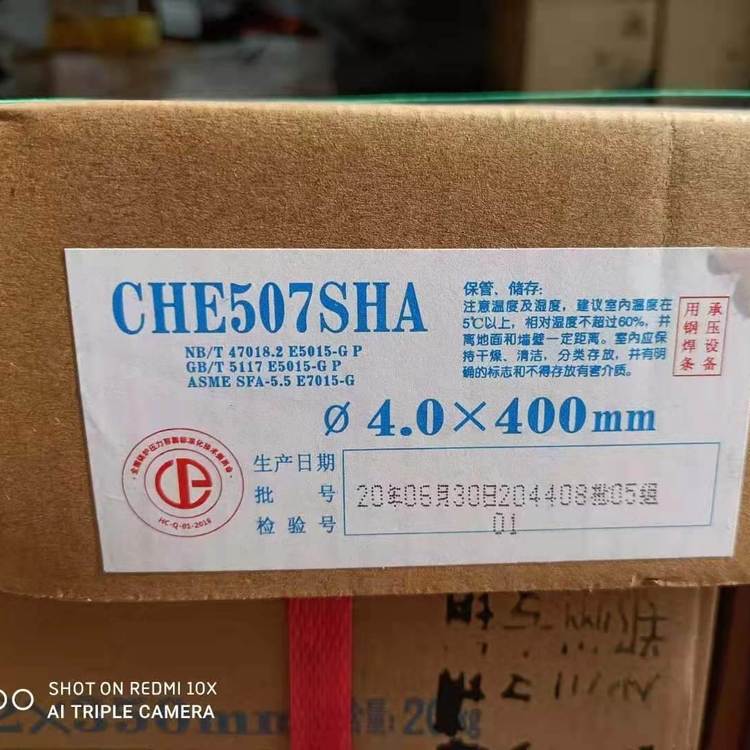 CHE507SHA
NB/T 47018.2 E5015-G P
GB/T 5117 E5015-G P
ASME SFA-5.5 E7015-G
保管、储存:
注意温度及湿度，建议室内温度在
5℃以上，相对湿度不超过60%，并
离地面和墙壁一定距离。室内应保
持干燥、清洁，分类存放，并有明
确的标志和不得存放有害介质。
承压设备
用钢焊条
ø 4.0×400mm
生产日期
批 号
检验号
20年06月30日204408批05组
01
HC-Q-01-2016
SHOT ON REDMI 10X
AI TRIPLE CAMERA